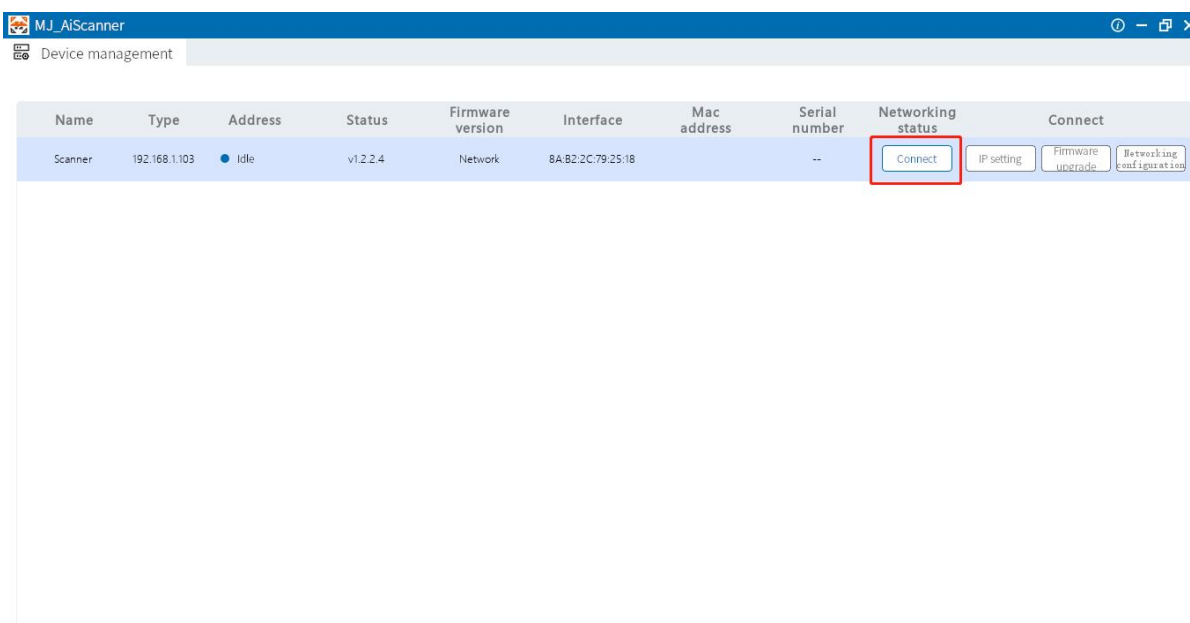 MJ_AiScanner
Device management
Name Type Address Status Firmware version Interface Mac address Serial number Networking status Connect
Scanner 192.168.1.103 Idle v1.2.2.4 Network 8A:B2:2C:79:25:18 -- Connect IP setting Firmware upgrade Networking configuration